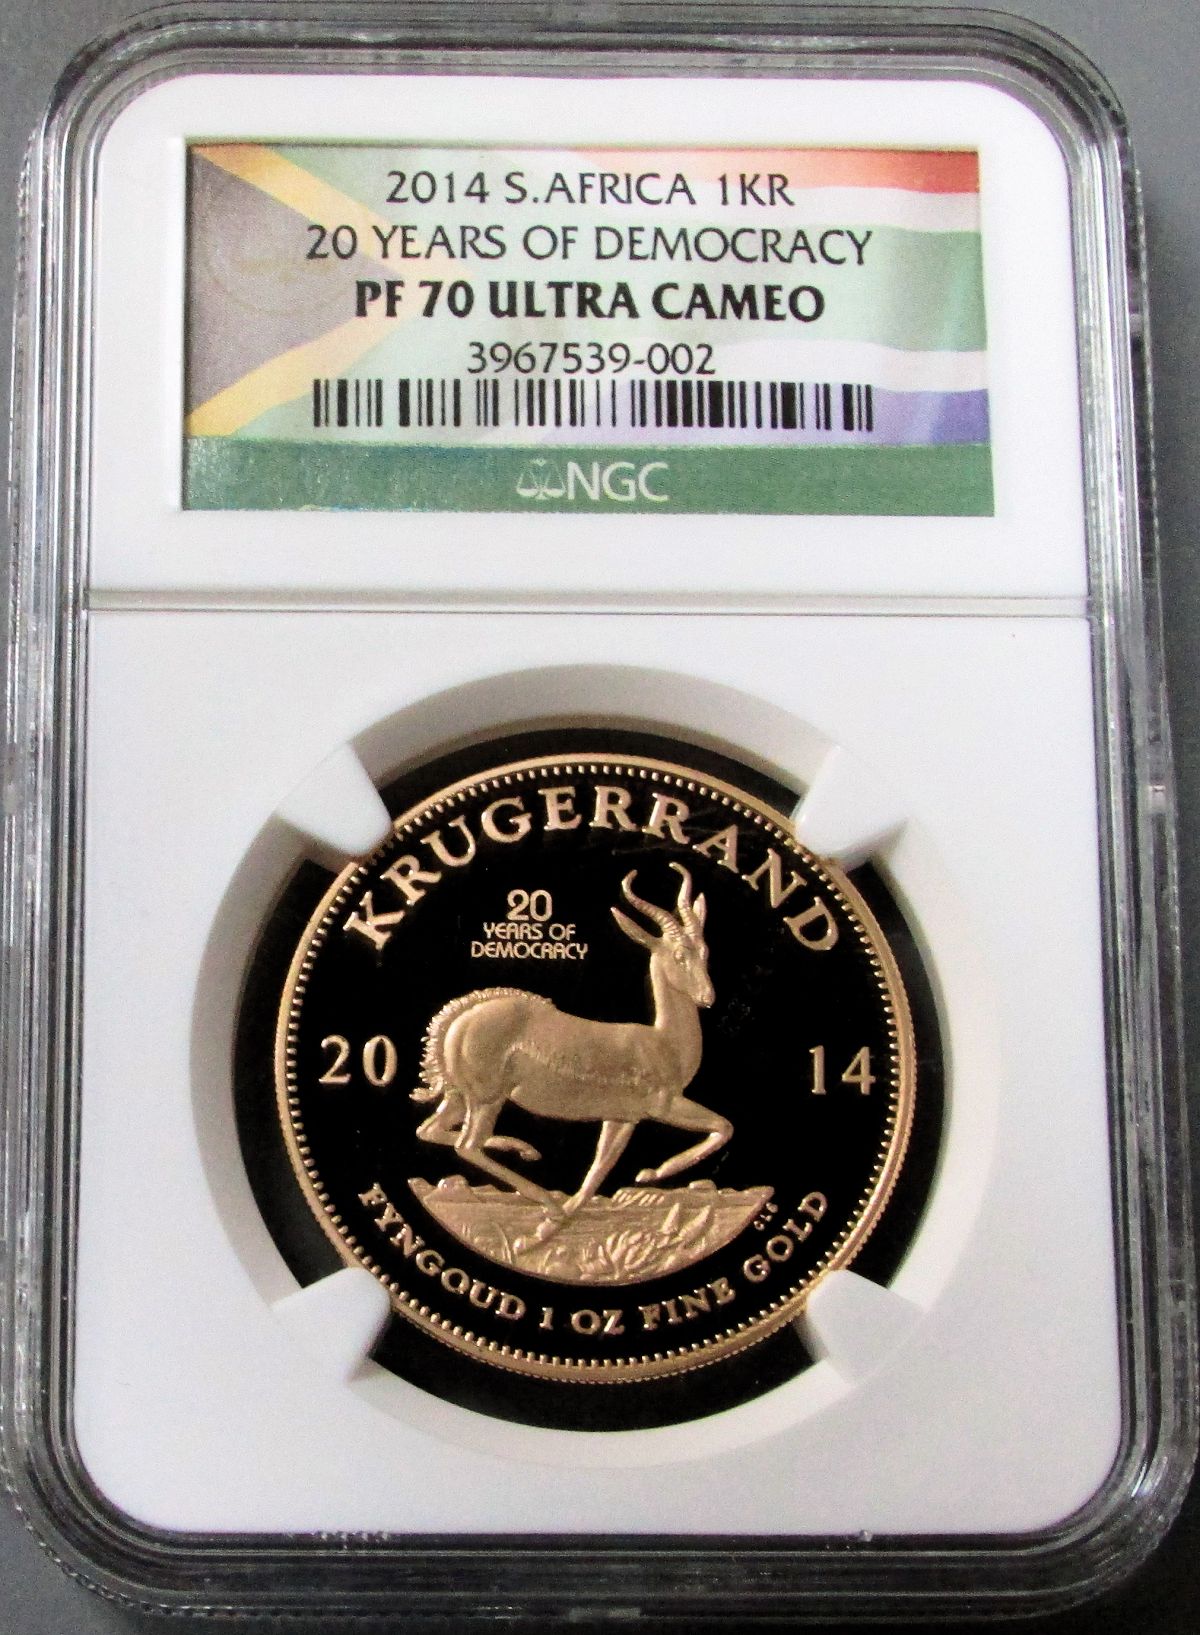 2014 S.AFRICA 1KR
20 YEARS OF DEMOCRACY
PF 70 ULTRA CAMEO
3967539-002
NGC
KRUGERRAND
20
YEARS OF
DEMOCRACY
20 14
CLS
FYNGOUD 1 OZ FINE GOLD